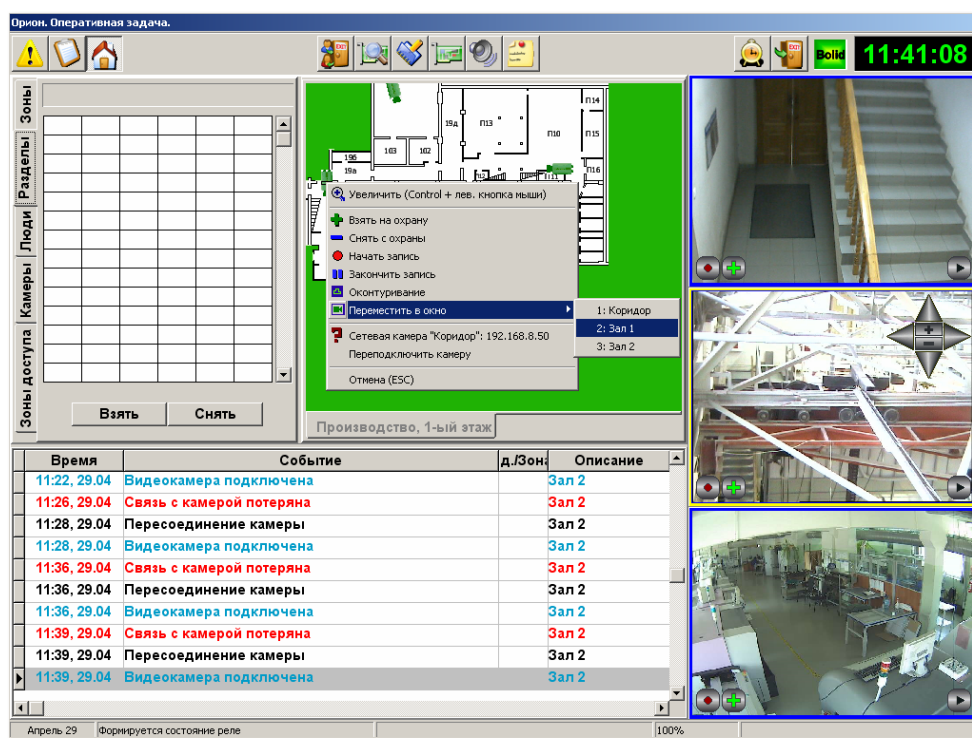 Орион. Оперативная задача.
EXIT
EXIT
Bolid
11:41:08
Зоны
Разделы
Люди
Камеры
Зоны доступа
Взять
Снять
П14
19д
П13
П10
П15
103
102
19б
19а
П16
П12
П11
Увеличить (Control + лев. кнопка мыши)
Взять на охрану
Снять с охраны
Начать запись
Закончить запись
Оконтуривание
Переместить в окно
1: Коридор
2: Зал 1
3: Зал 2
Сетевая камера "Коридор": 192.168.8.50
Переподключить камеру
Отмена (ESC)
Производство, 1-ый этаж
Время Событие д./Зона Описание
11:22, 29.04 Видеокамера подключена Зал 2
11:26, 29.04 Связь с камерой потеряна Зал 2
11:28, 29.04 Пересоединение камеры Зал 2
11:28, 29.04 Видеокамера подключена Зал 2
11:36, 29.04 Связь с камерой потеряна Зал 2
11:36, 29.04 Пересоединение камеры Зал 2
11:36, 29.04 Видеокамера подключена Зал 2
11:39, 29.04 Связь с камерой потеряна Зал 2
11:39, 29.04 Пересоединение камеры Зал 2
11:39, 29.04 Видеокамера подключена Зал 2
Апрель 29 Формируется состояние реле 100%